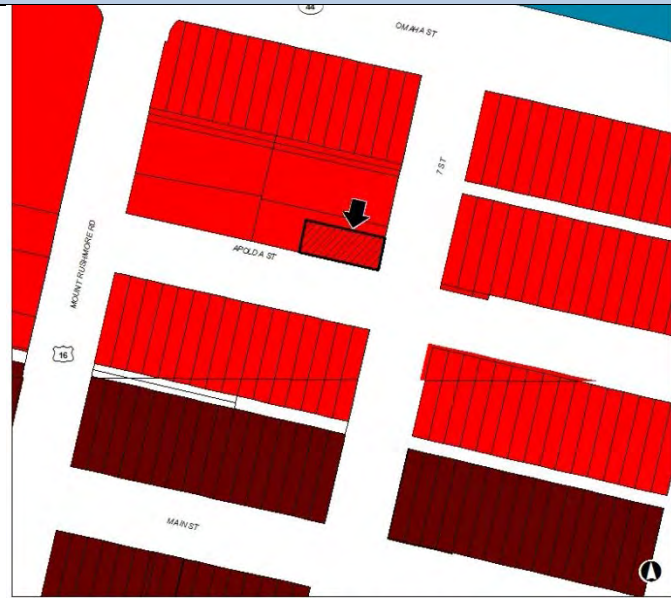 44
OMAHA ST
7 ST
MOUNT RUSHMORE RD
APOLDA ST
16
MAIN ST